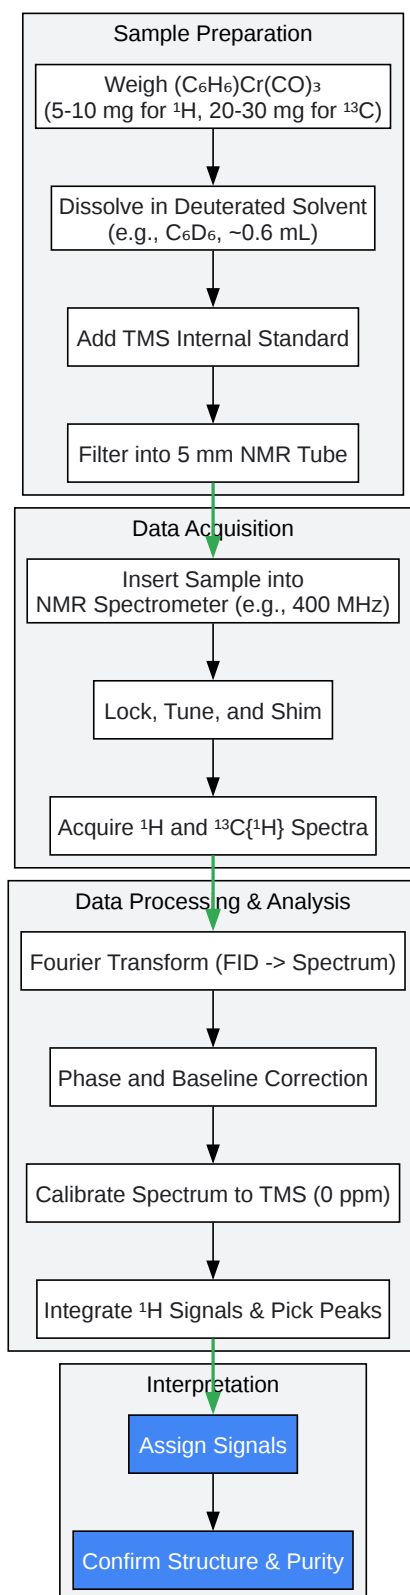 Sample Preparation
Weigh (C₆H₆)Cr(CO)₃
(5-10 mg for ¹H, 20-30 mg for ¹³C)
Dissolve in Deuterated Solvent
(e.g., C₆D₆, ~0.6 mL)
Add TMS Internal Standard
Filter into 5 mm NMR Tube
Data Acquisition
Insert Sample into
NMR Spectrometer (e.g., 400 MHz)
Lock, Tune, and Shim
Acquire ¹H and ¹³C{¹H} Spectra
Data Processing & Analysis
Fourier Transform (FID -> Spectrum)
Phase and Baseline Correction
Calibrate Spectrum to TMS (0 ppm)
Integrate ¹H Signals & Pick Peaks
Interpretation
Assign Signals
Confirm Structure & Purity